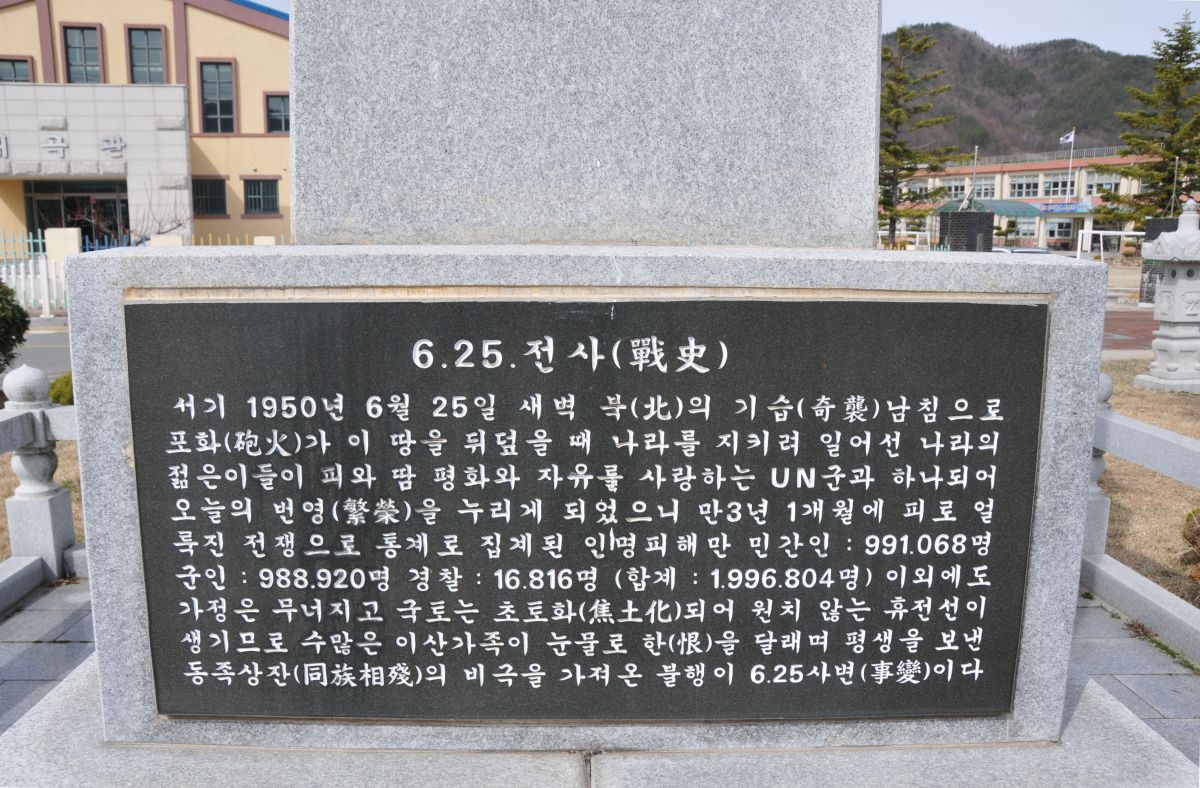 6.25.전사(戰史)
서기 1950년 6월 25일 새벽 북(北)의 기습(奇襲)남침으로
포화(砲火)가 이 땅을 뒤덮을 때 나라를 지키려 일어선 나라의
젊은이들이 피와 땀 평화와 자유를 사랑하는 UN군과 하나되어
오늘의 번영(繁榮)을 누리게 되었으니 만3년 1개월에 피로 얼
룩진 전쟁으로 통계로 집계된 인명피해만 민간인 : 991.068명
군인 : 988.920명 경찰 : 16.816명 (합계 : 1.996.804명) 이외에도
가정은 무너지고 국토는 초토화(焦土化)되어 원치 않는 휴전선이
생기므로 수많은 이산가족이 눈물로 한(恨)을 달래며 평생을 보낸
동족상잔(同族相殘)의 비극을 가져온 불행이 6.25사변(事變)이다